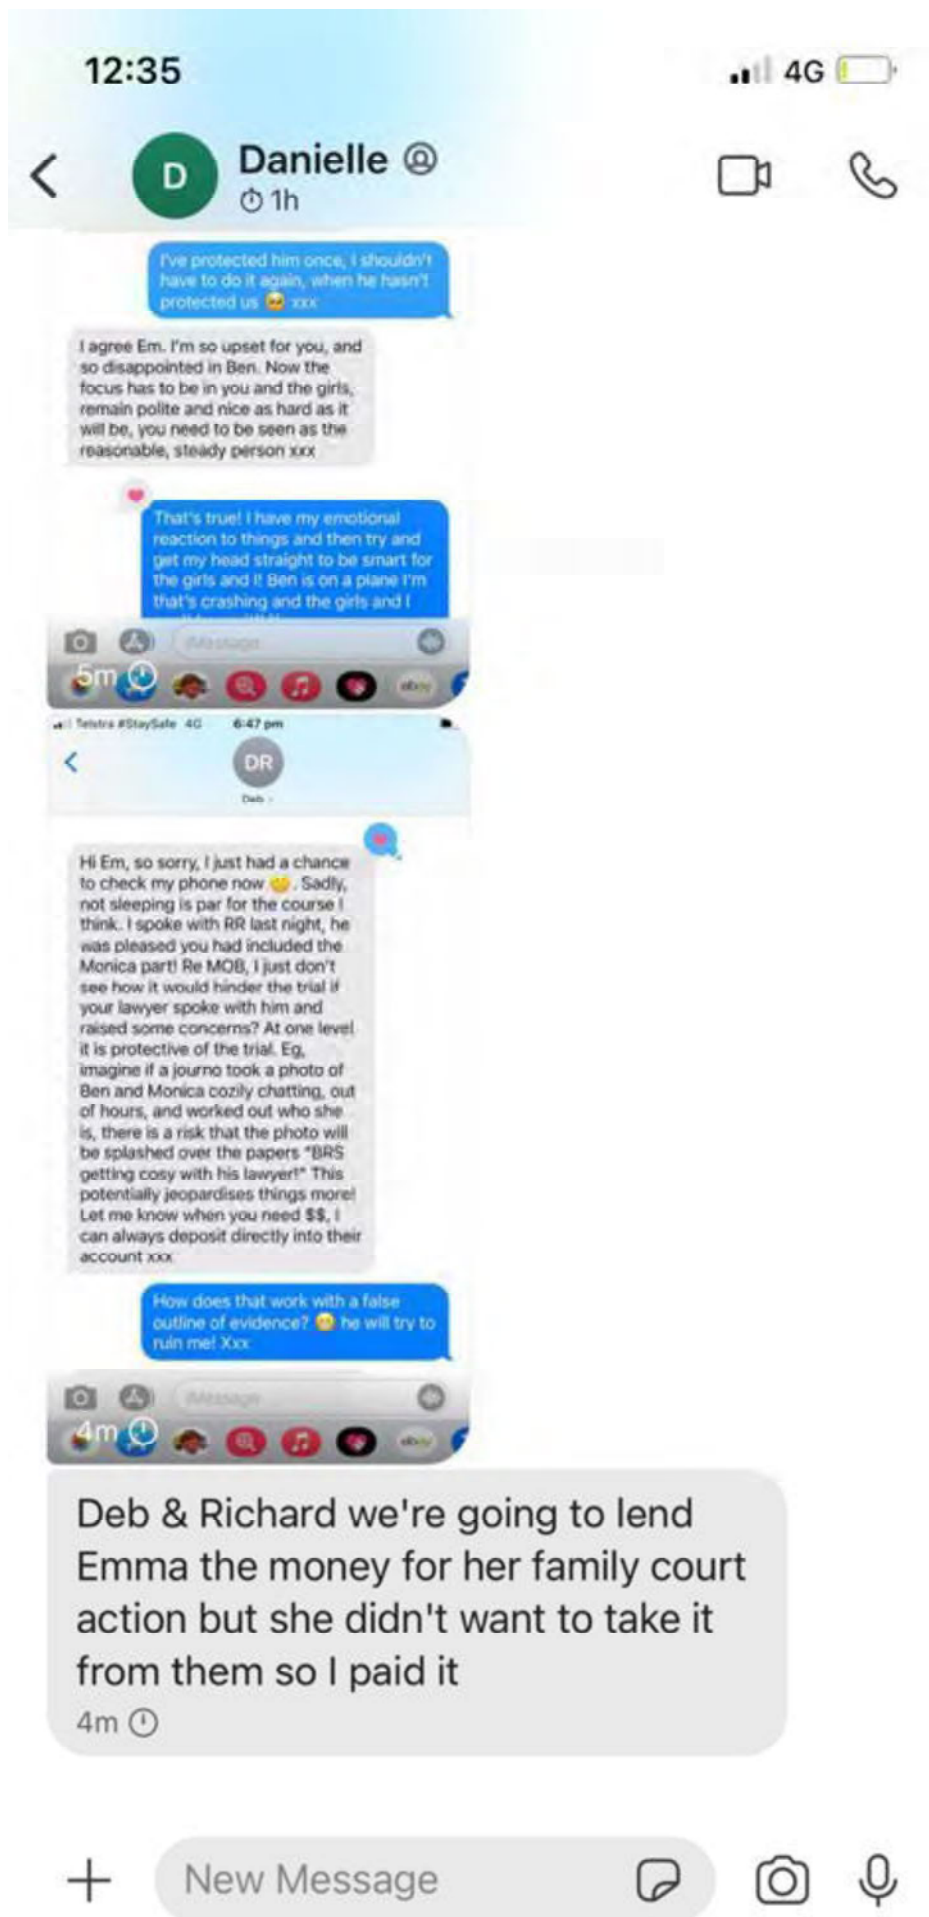 12:35
4G
D
Danielle
1h
I've protected him once, I shouldn't
have to do it again, when he hasn't
protected us 🥺 xxx
I agree Em. I'm so upset for you, and
so disappointed in Ben. Now the
focus has to be in you and the girls,
remain polite and nice as hard as it
will be, you need to be seen as the
reasonable, steady person xxx
That's true! I have my emotional
reaction to things and then try and
get my head straight to be smart for
the girls and I! Ben is on a plane I'm
that's crashing and the girls and I
iMessage
5m
ebay
Telstra #StaySafe 4G
6:47 pm
DR
Deb
Hi Em, so sorry, I just had a chance
to check my phone now 🙁. Sadly,
not sleeping is par for the course I
think. I spoke with RR last night, he
was pleased you had included the
Monica part! Re MOB, I just don't
see how it would hinder the trial if
your lawyer spoke with him and
raised some concerns? At one level
it is protective of the trial. Eg,
imagine if a journo took a photo of
Ben and Monica cozily chatting, out
of hours, and worked out who she
is, there is a risk that the photo will
be splashed over the papers "BRS
getting cosy with his lawyer!" This
potentially jeopardises things more!
Let me know when you need $$, I
can always deposit directly into their
account xxx
How does that work with a false
outline of evidence? 😬 he will try to
ruin me! Xxx
iMessage
4m
ebay
Deb & Richard we're going to lend
Emma the money for her family court
action but she didn't want to take it
from them so I paid it
4m
New Message